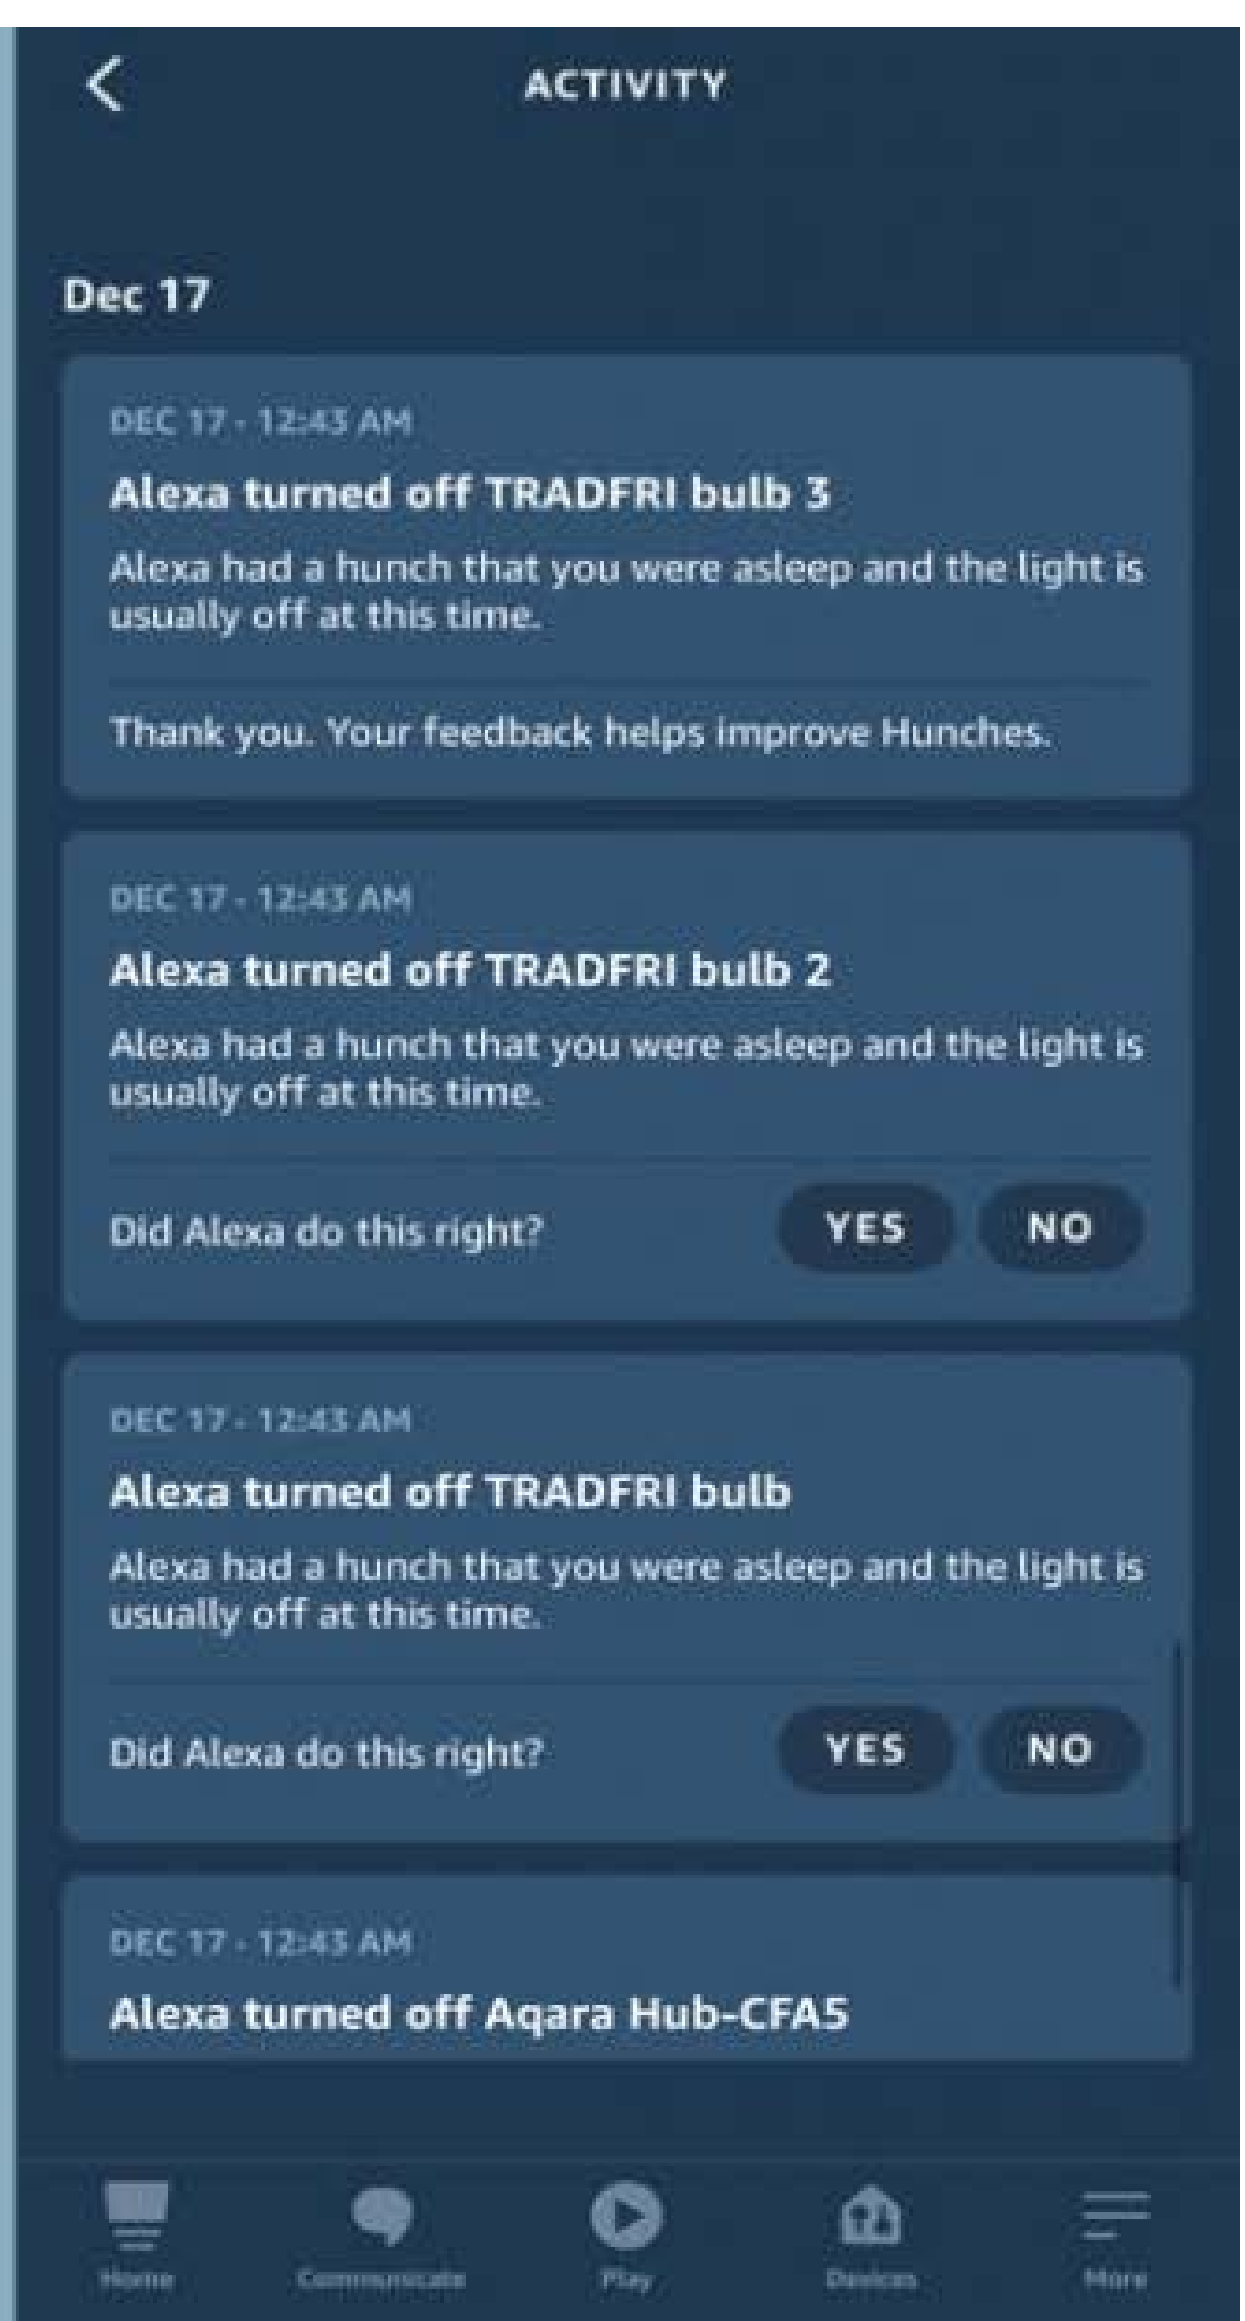 ACTIVITY
Dec 17
DEC 17 - 12:43 AM
Alexa turned off TRADFRI bulb 3
Alexa had a hunch that you were asleep and the light is
usually off at this time.
Thank you. Your feedback helps improve Hunches.
DEC 17 - 12:43 AM
Alexa turned off TRADFRI bulb 2
Alexa had a hunch that you were asleep and the light is
usually off at this time.
Did Alexa do this right? YES NO
DEC 17 - 12:43 AM
Alexa turned off TRADFRI bulb
Alexa had a hunch that you were asleep and the light is
usually off at this time.
Did Alexa do this right? YES NO
DEC 17 - 12:43 AM
Alexa turned off Aqara Hub-CFA5
Home Communicate Play Devices More